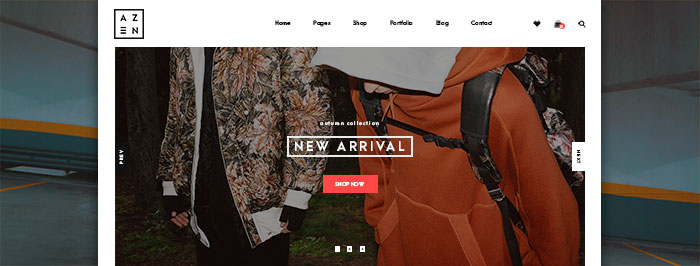 A Z
E N
Home Pages Shop Portfolio Blog Contact
autumn collection
NEW ARRIVAL
PREV
NEXT
SHOP NOW